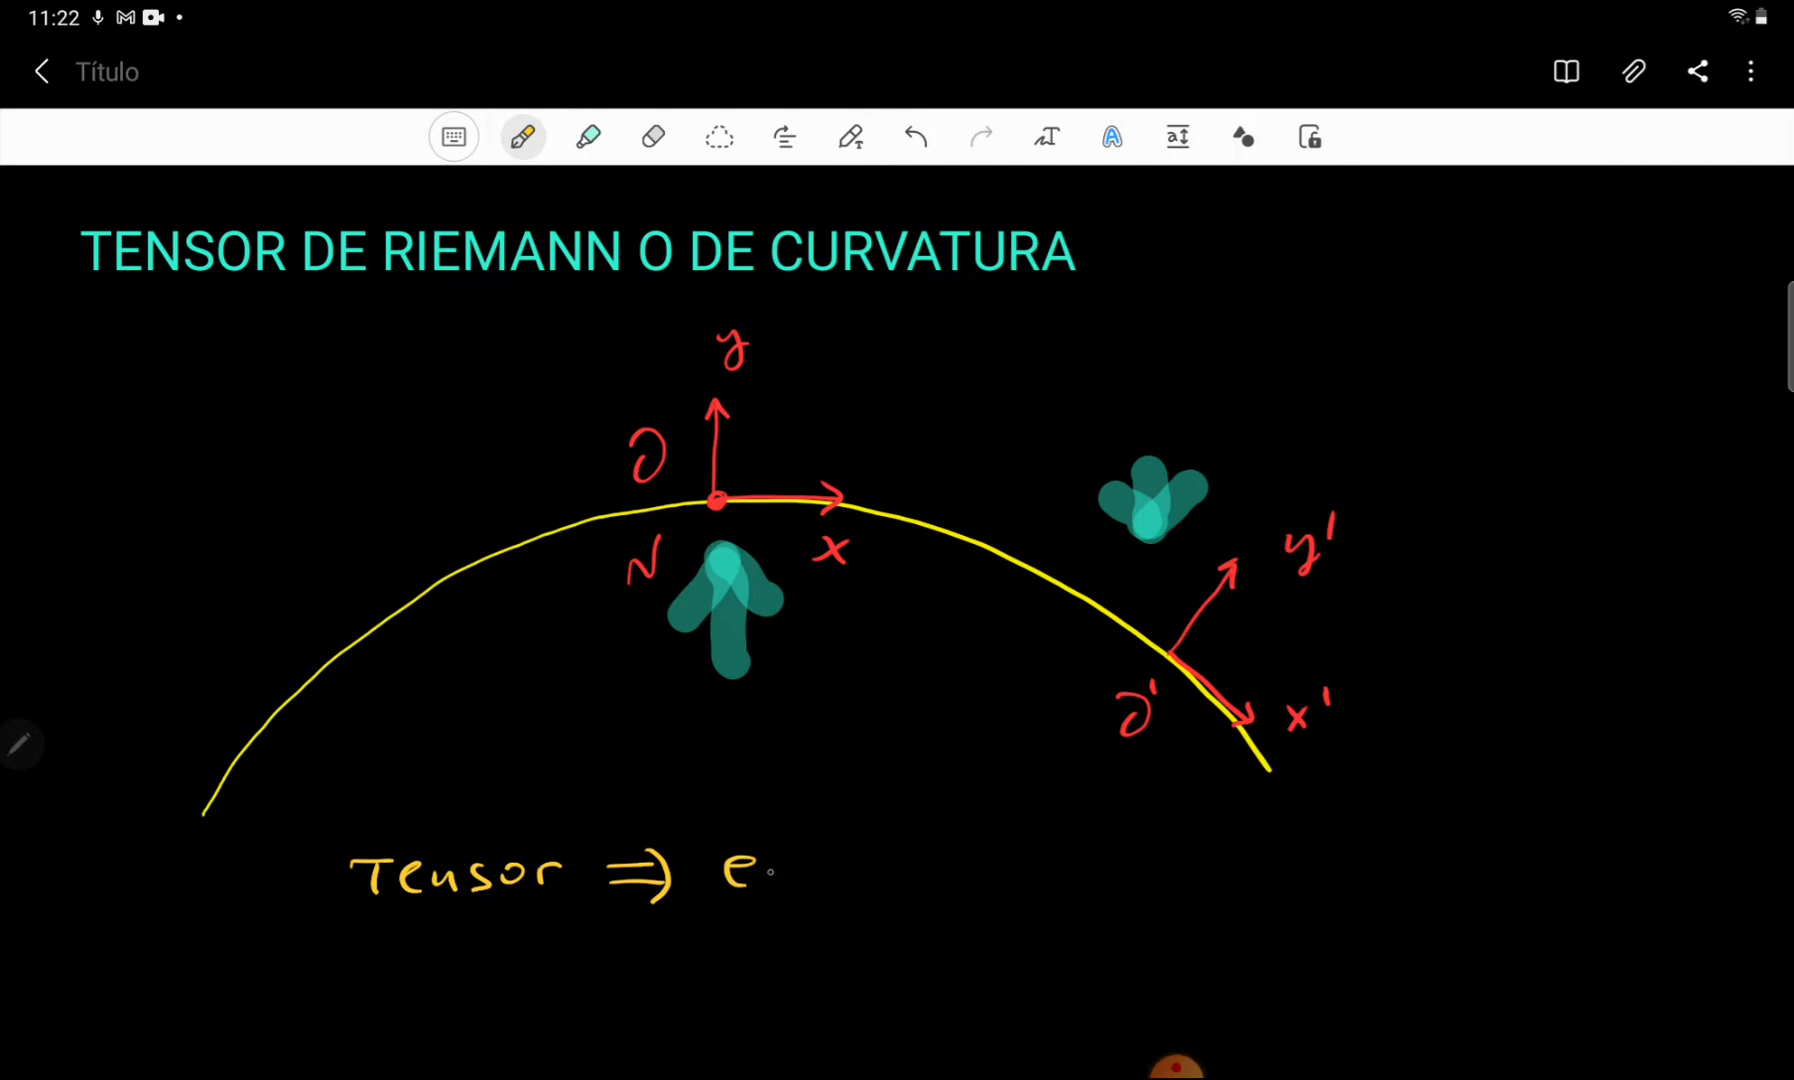 11:22
Título
TENSOR DE RIEMANN O DE CURVATURA
y
O
N
x
y'
O'
x'
Tensor ⇒ e